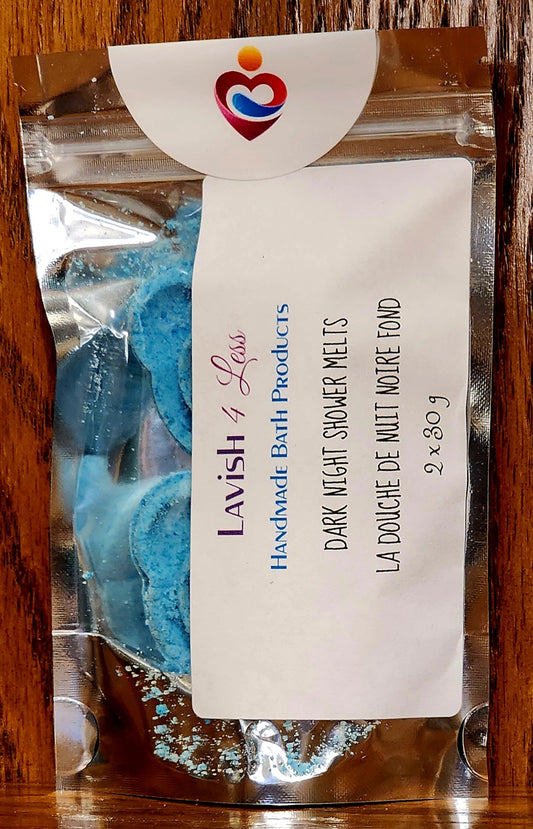 Lavish 4 Less
Handmade Bath Products
DARK NIGHT SHOWER MELTS
LA DOUCHE DE NUIT NOIRE FOND
2 x 30 g